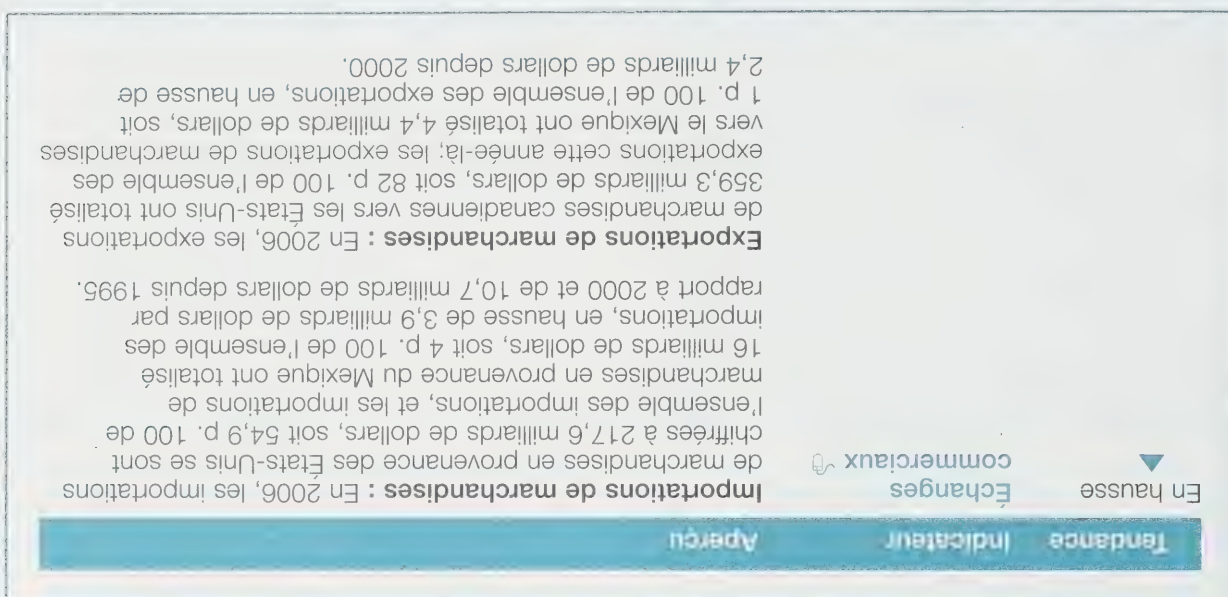 Tendance Indicateur Aperçu
En hausse Échanges commerciaux
Importations de marchandises : En 2006, les importations
de marchandises en provenance des États-Unis se sont
chiffrées à 217,6 milliards de dollars, soit 54,9 p. 100 de
l'ensemble des importations, et les importations de
marchandises en provenance du Mexique ont totalisé
16 milliards de dollars, soit 4 p. 100 de l'ensemble des
importations, en hausse de 3,9 milliards de dollars par
rapport à 2000 et de 10,7 milliards de dollars depuis 1995.
Exportations de marchandises : En 2006, les exportations
de marchandises canadiennes vers les États-Unis ont totalisé
359,3 milliards de dollars, soit 82 p. 100 de l'ensemble des
exportations cette année-là; les exportations de marchandises
vers le Mexique ont totalisé 4,4 milliards de dollars, soit
1 p. 100 de l'ensemble des exportations, en hausse de
2,4 milliards de dollars depuis 2000.